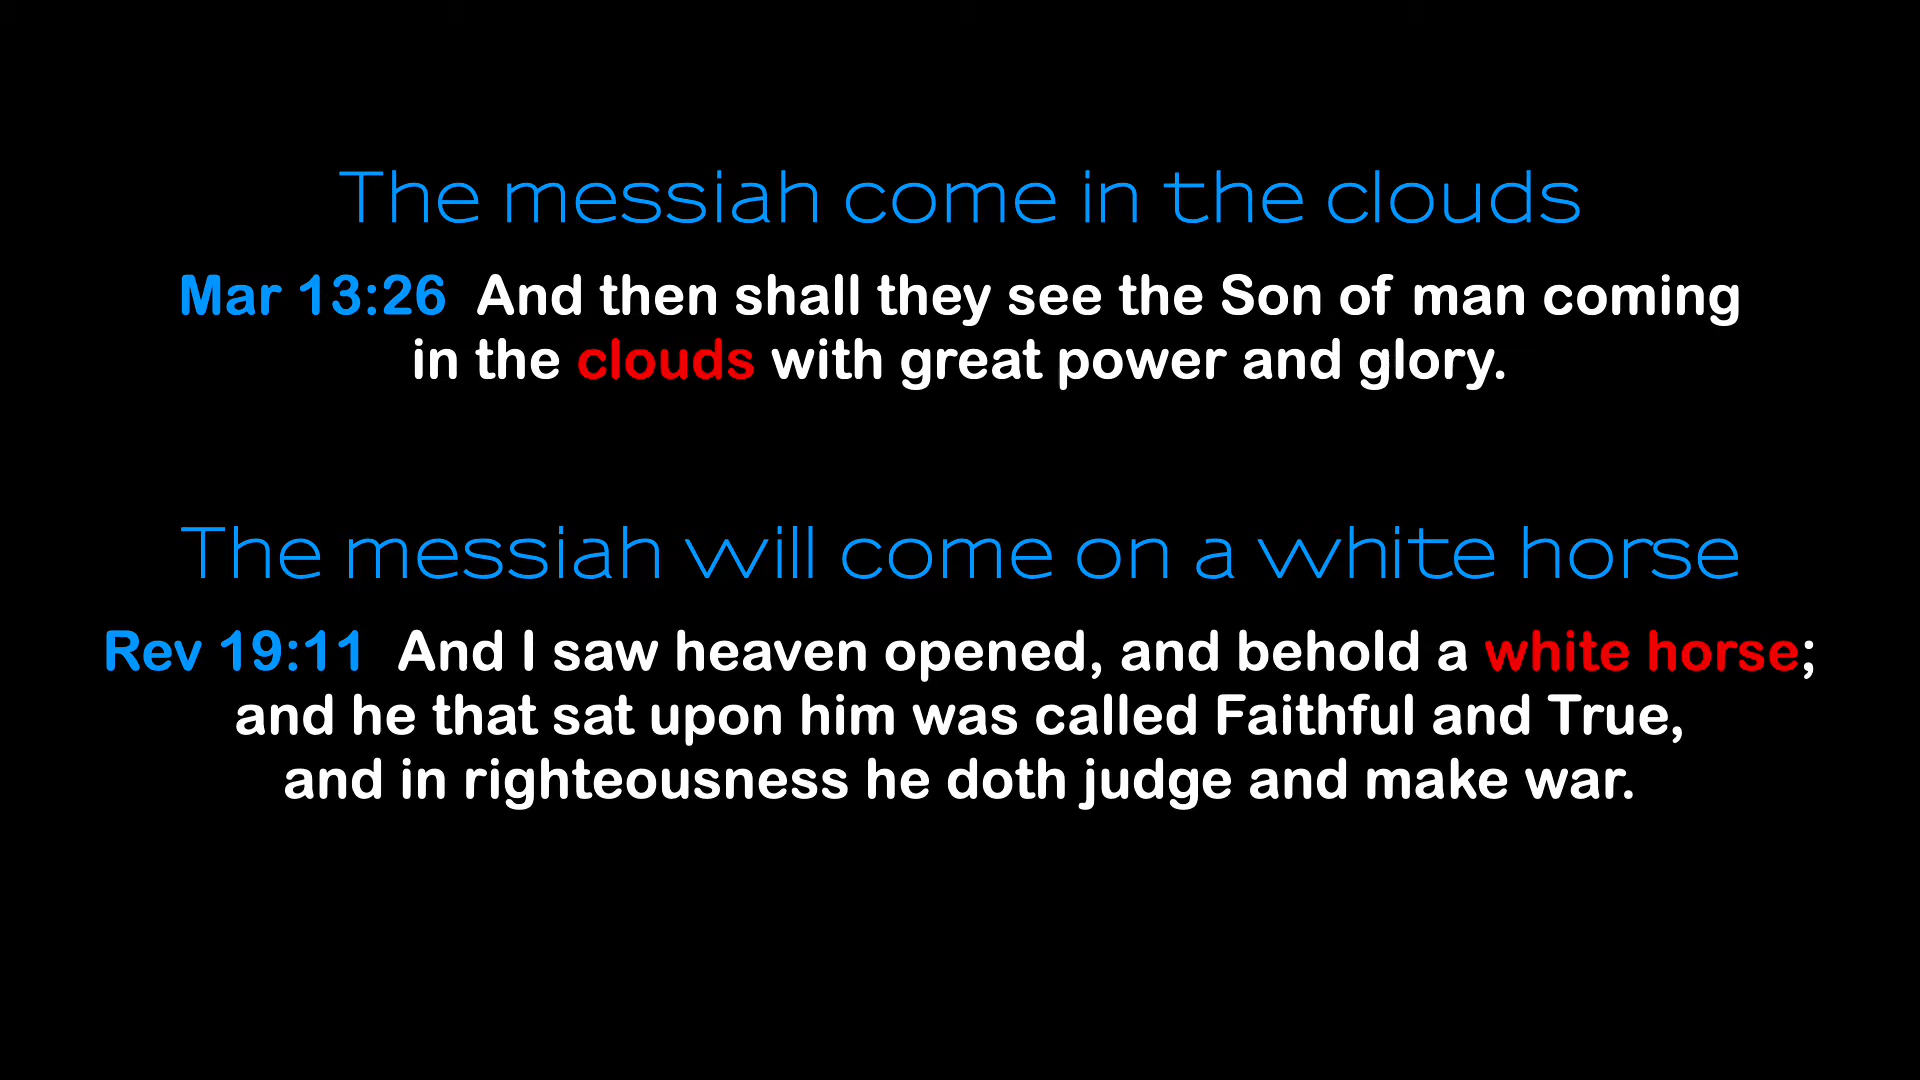 The messiah come in the clouds
Mar 13:26 And then shall they see the Son of man coming
in the clouds with great power and glory.
The messiah will come on a white horse
Rev 19:11 And I saw heaven opened, and behold a white horse;
and he that sat upon him was called Faithful and True,
and in righteousness he doth judge and make war.